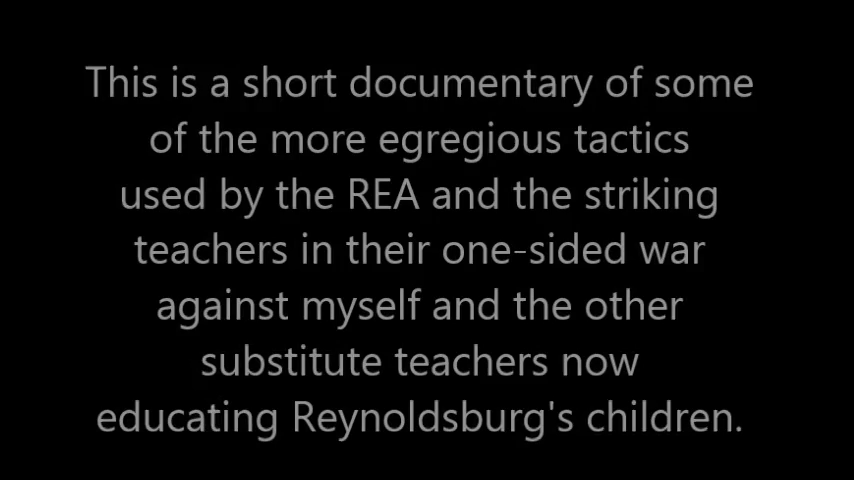 This is a short documentary of some
of the more egregious tactics
used by the REA and the striking
teachers in their one-sided war
against myself and the other
substitute teachers now
educating Reynoldsburg's children.